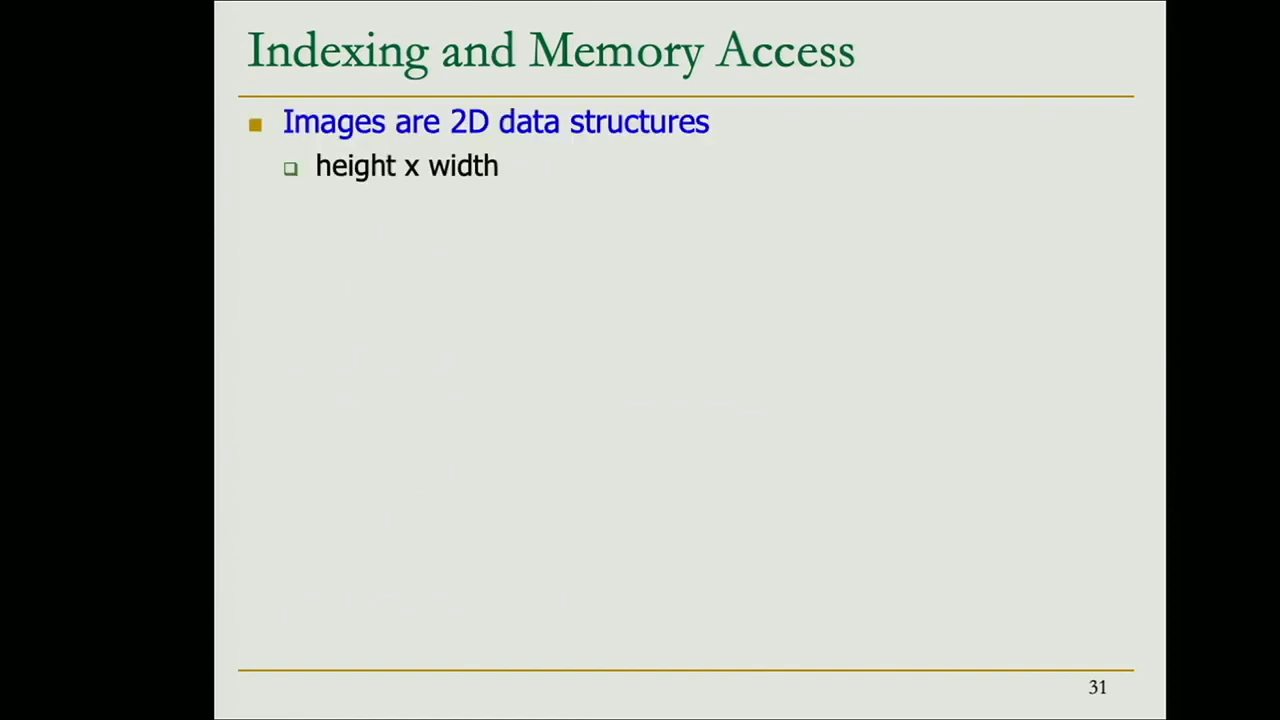 Indexing and Memory Access
Images are 2D data structures
height x width
31